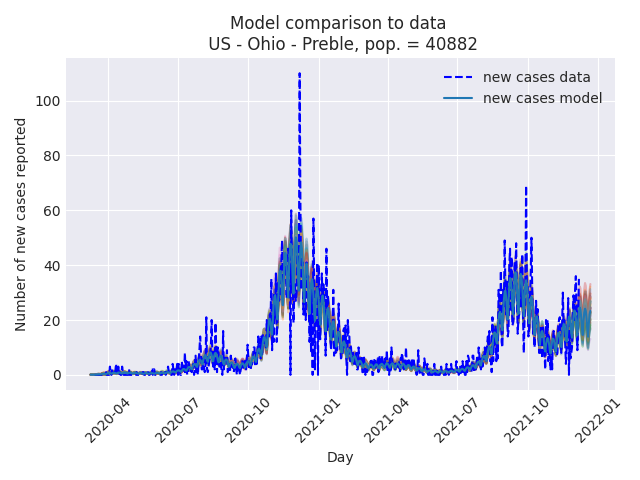 Model comparison to data
US - Ohio - Preble, pop. = 40882
new cases data
new cases model
Number of new cases reported
100
80
60
40
20
0
2020-04
2020-07
2020-10
2021-01
2021-04
2021-07
2021-10
2022-01
Day